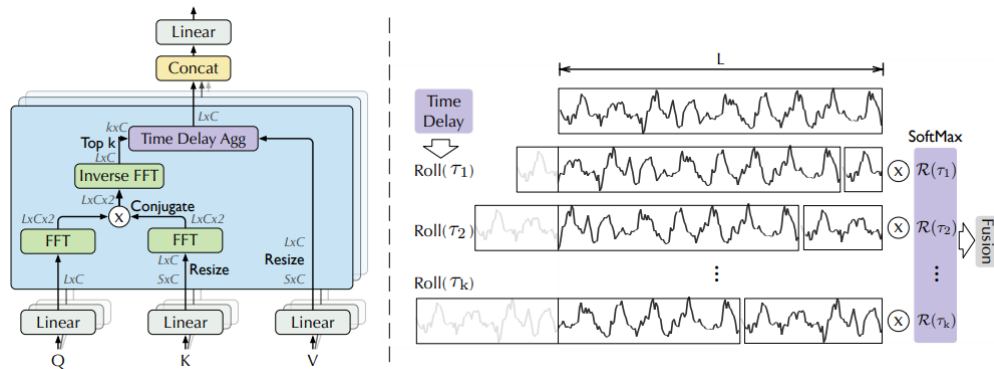 Linear
Concat
LxC
kxC
Top k
Time Delay Agg
LxC
Inverse FFT
LxCx2
Conjugate
X
LxCx2
LxCx2
FFT
FFT
LxC
Resize
LxC
LxC
Resize
SxC
SxC
Linear
Linear
Linear
Q
K
V
L
Time
Delay
SoftMax
Roll(τ₁)
X
R(τ₁)
Roll(τ₂)
X
R(τ₂)
Fusion
...
...
Roll(τₖ)
X
R(τₖ)